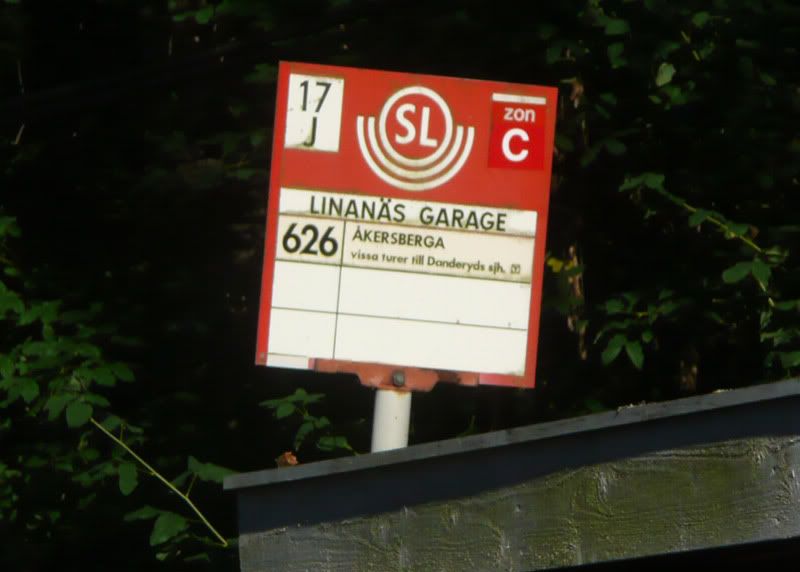 17
J
SL
zon
C
LINANÄS GARAGE
626
ÅKERSBERGA
vissa turer till Danderyds sjh.